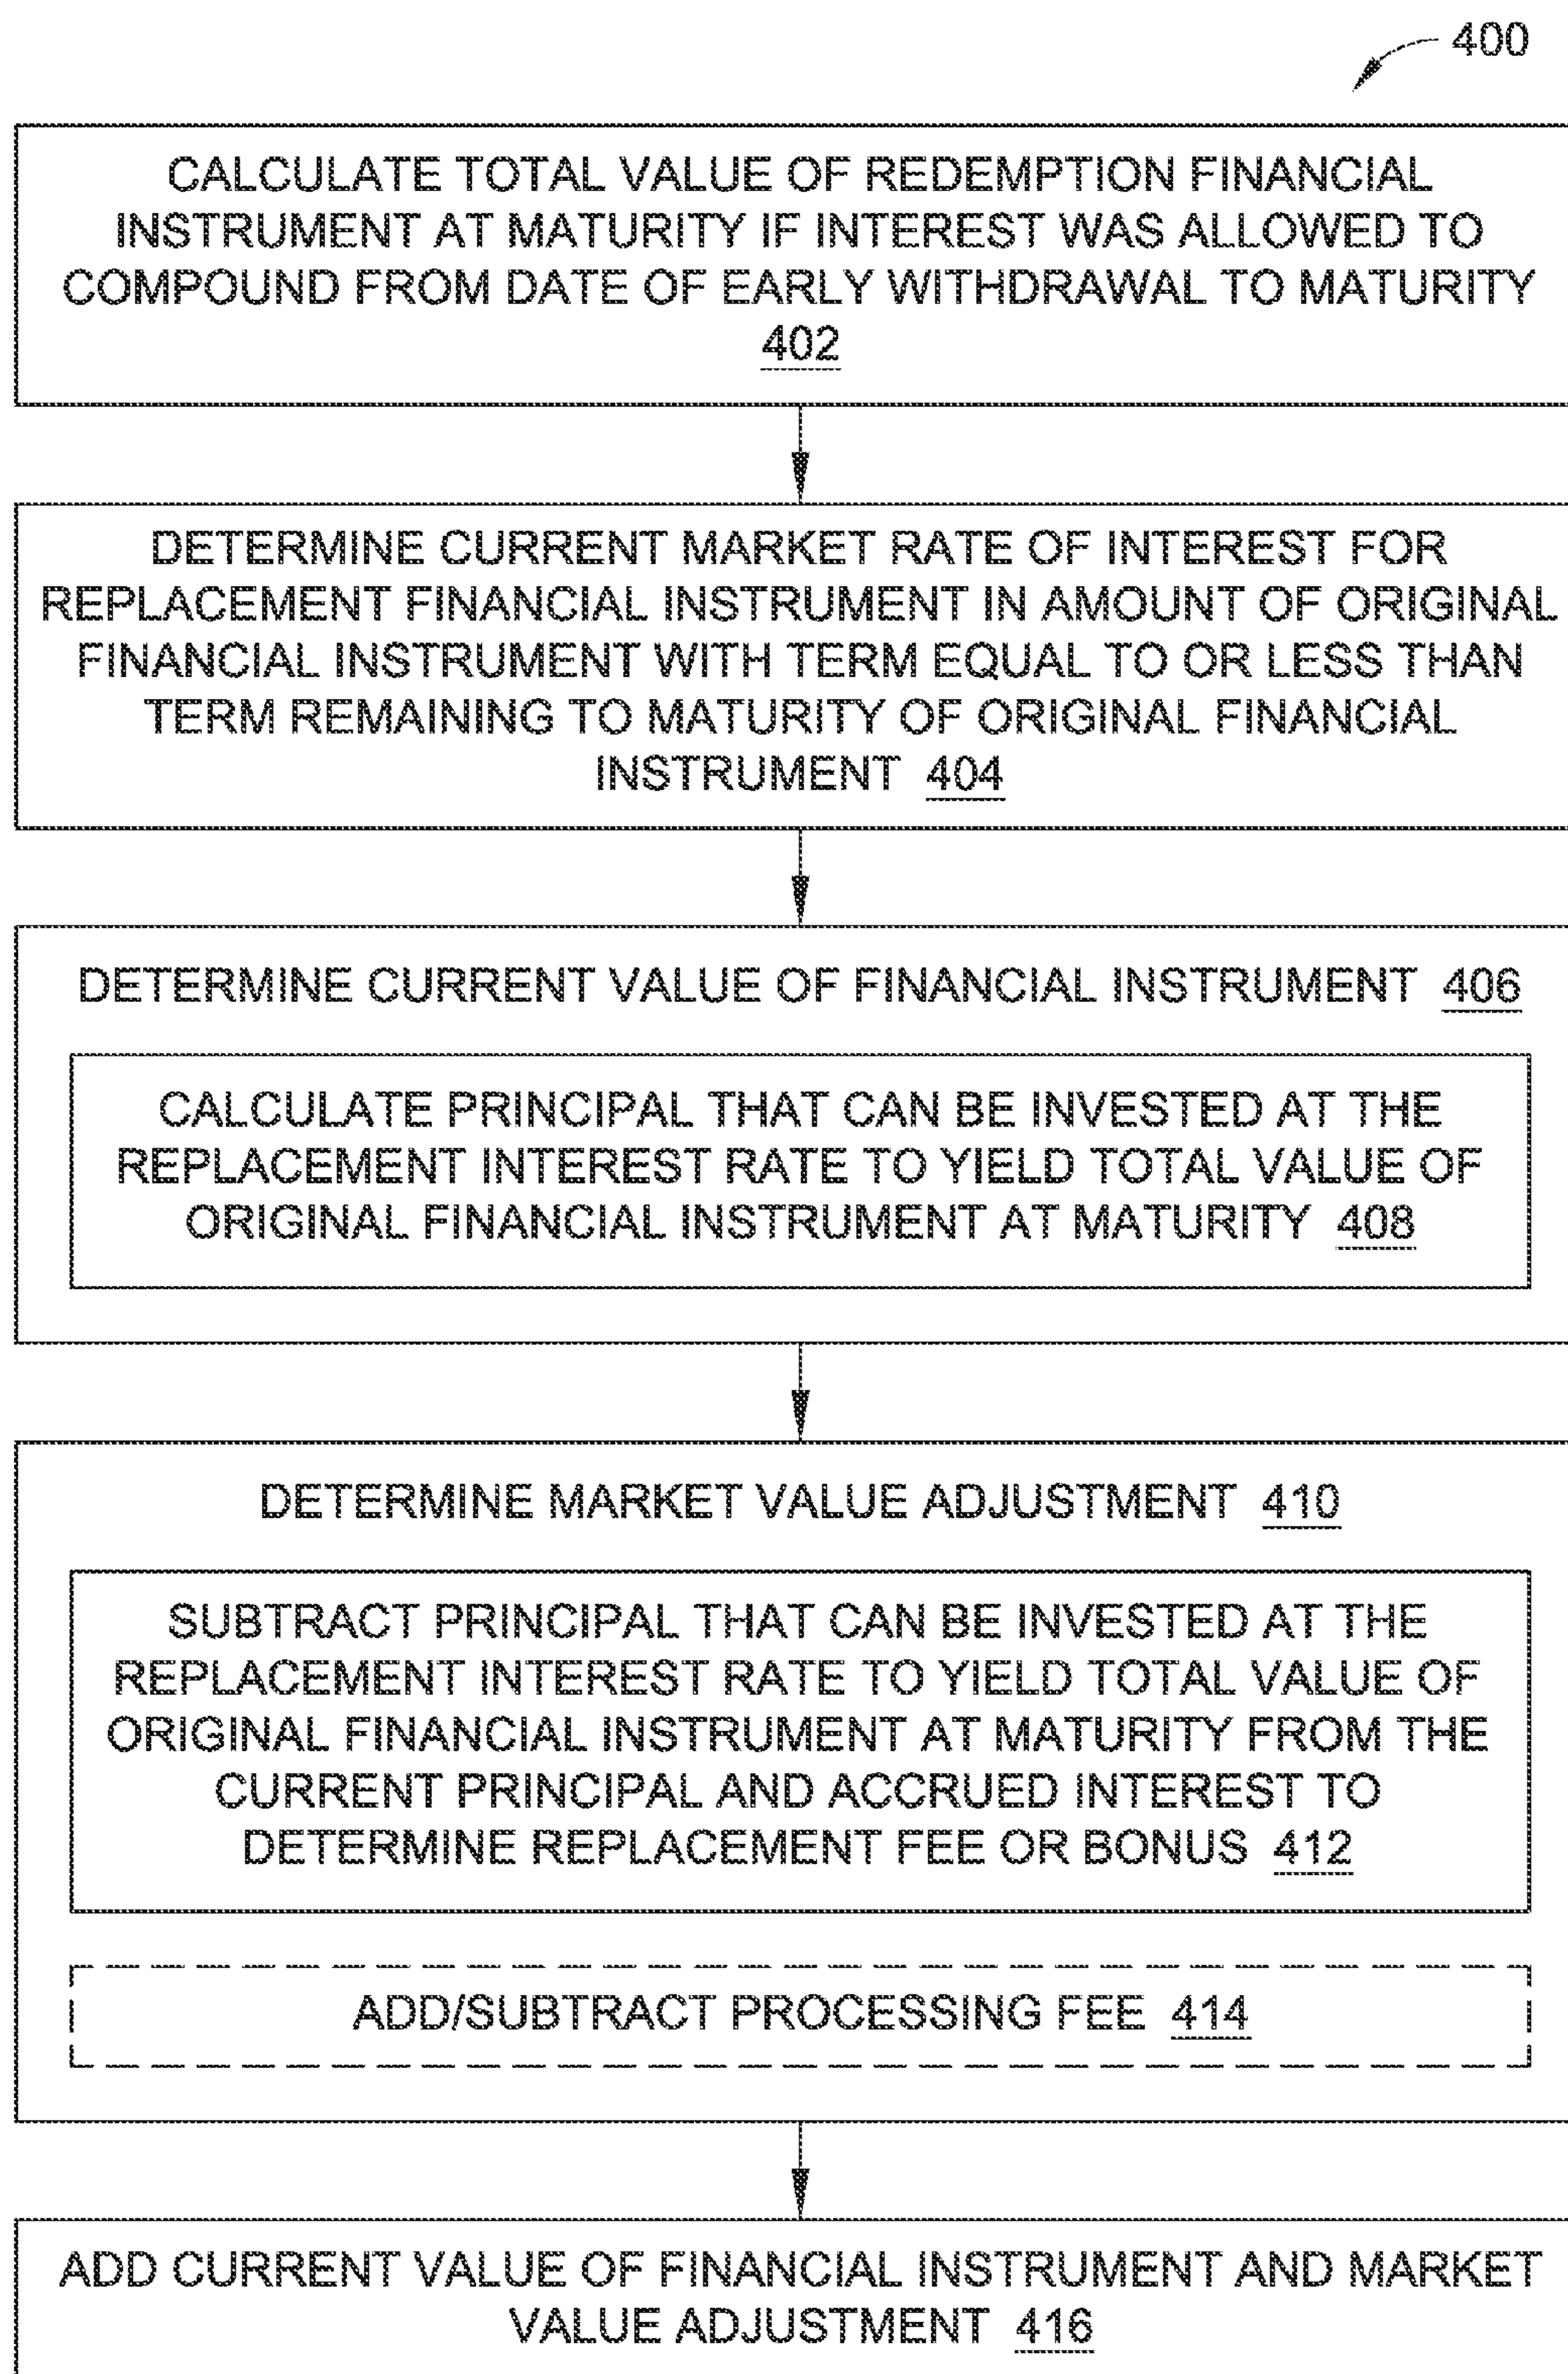 400
CALCULATE TOTAL VALUE OF REDEMPTION FINANCIAL
INSTRUMENT AT MATURITY IF INTEREST WAS ALLOWED TO
COMPOUND FROM DATE OF EARLY WITHDRAWAL TO MATURITY
402
DETERMINE CURRENT MARKET RATE OF INTEREST FOR
REPLACEMENT FINANCIAL INSTRUMENT IN AMOUNT OF ORIGINAL
FINANCIAL INSTRUMENT WITH TERM EQUAL TO OR LESS THAN
TERM REMAINING TO MATURITY OF ORIGINAL FINANCIAL
INSTRUMENT 404
DETERMINE CURRENT VALUE OF FINANCIAL INSTRUMENT 406
CALCULATE PRINCIPAL THAT CAN BE INVESTED AT THE
REPLACEMENT INTEREST RATE TO YIELD TOTAL VALUE OF
ORIGINAL FINANCIAL INSTRUMENT AT MATURITY 408
DETERMINE MARKET VALUE ADJUSTMENT 410
SUBTRACT PRINCIPAL THAT CAN BE INVESTED AT THE
REPLACEMENT INTEREST RATE TO YIELD TOTAL VALUE OF
ORIGINAL FINANCIAL INSTRUMENT AT MATURITY FROM THE
CURRENT PRINCIPAL AND ACCRUED INTEREST TO
DETERMINE REPLACEMENT FEE OR BONUS 412
ADD/SUBTRACT PROCESSING FEE 414
ADD CURRENT VALUE OF FINANCIAL INSTRUMENT AND MARKET
VALUE ADJUSTMENT 416